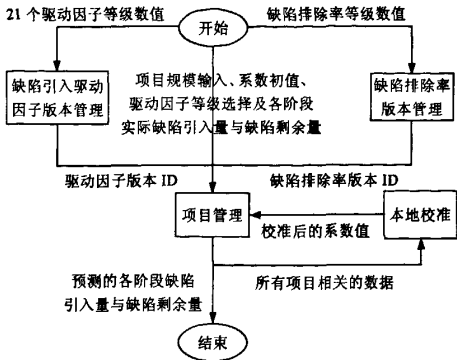 21 个驱动因子等级数值
开始
缺陷排除率等级数值
缺陷引入驱动
因子版本管理
项目规模输入、系数初值、
驱动因子等级选择及各阶段
实际缺陷引入量与缺陷剩余量
缺陷排除率
版本管理
驱动因子版本 ID
缺陷排除率版本 ID
项目管理
本地校准
校准后的系数值
预测的各阶段缺陷
引入量与缺陷剩余量
所有项目相关的数据
结束